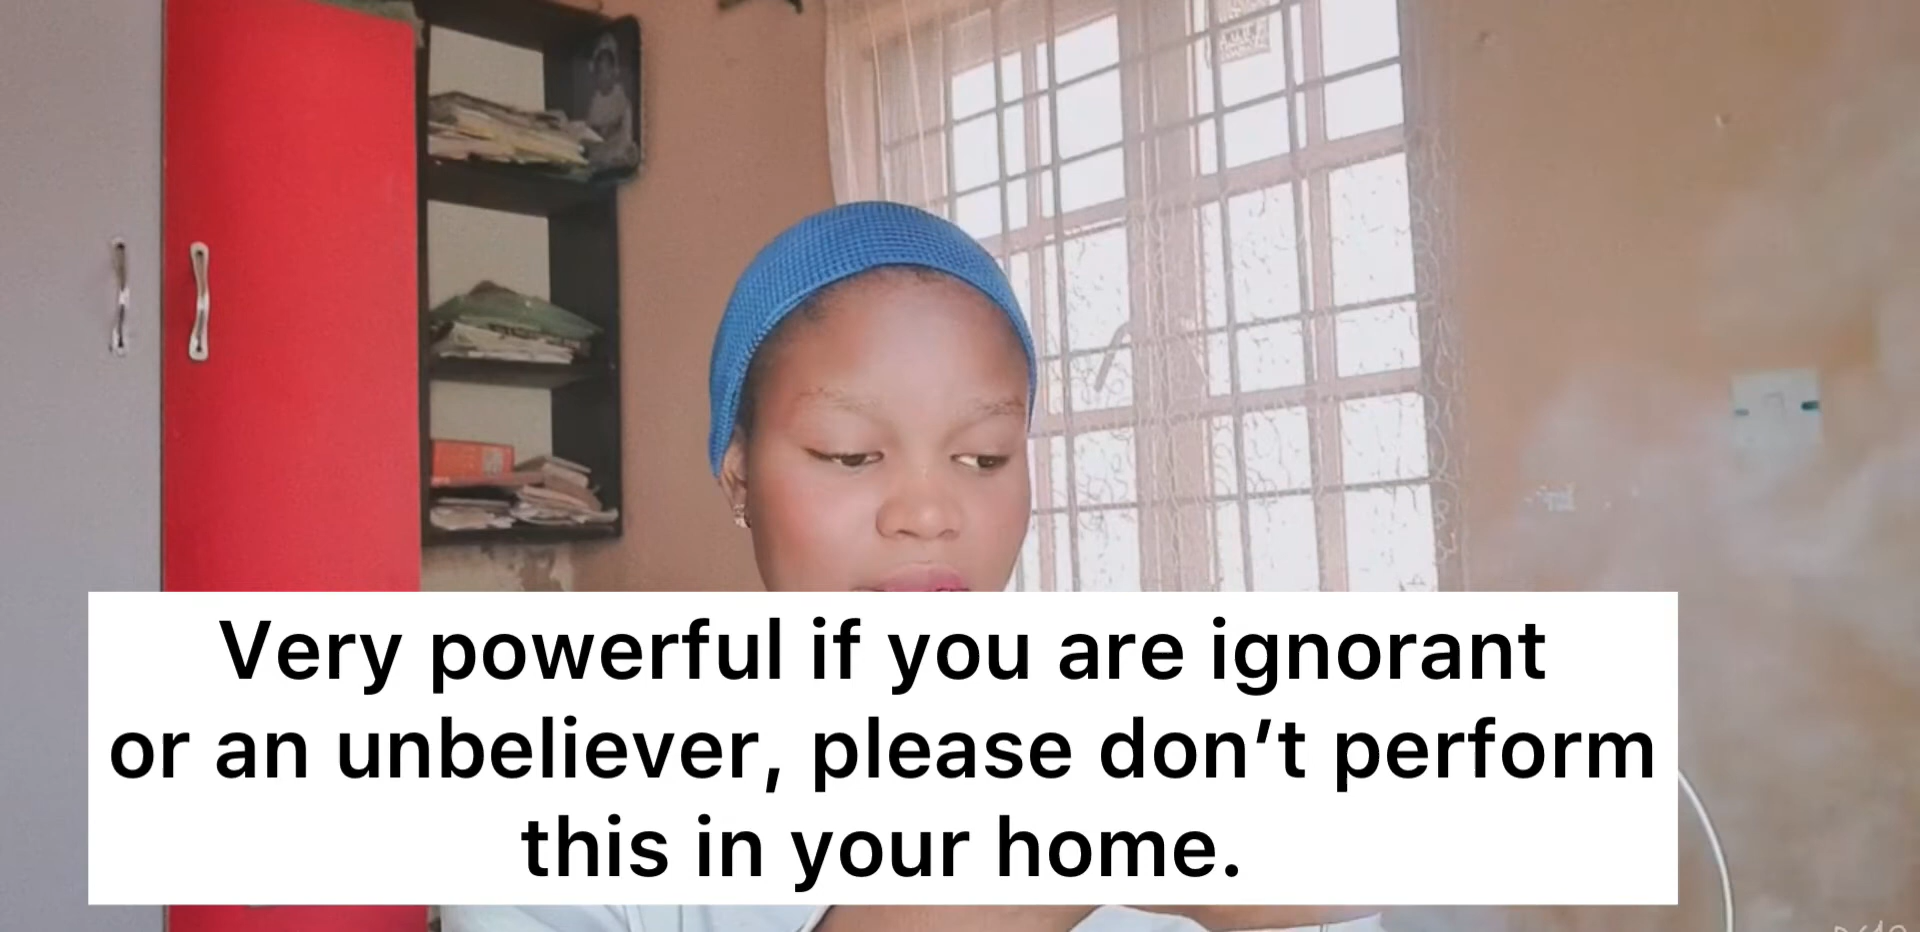 Very powerful if you are ignorant
or an unbeliever, please don’t perform
this in your home.